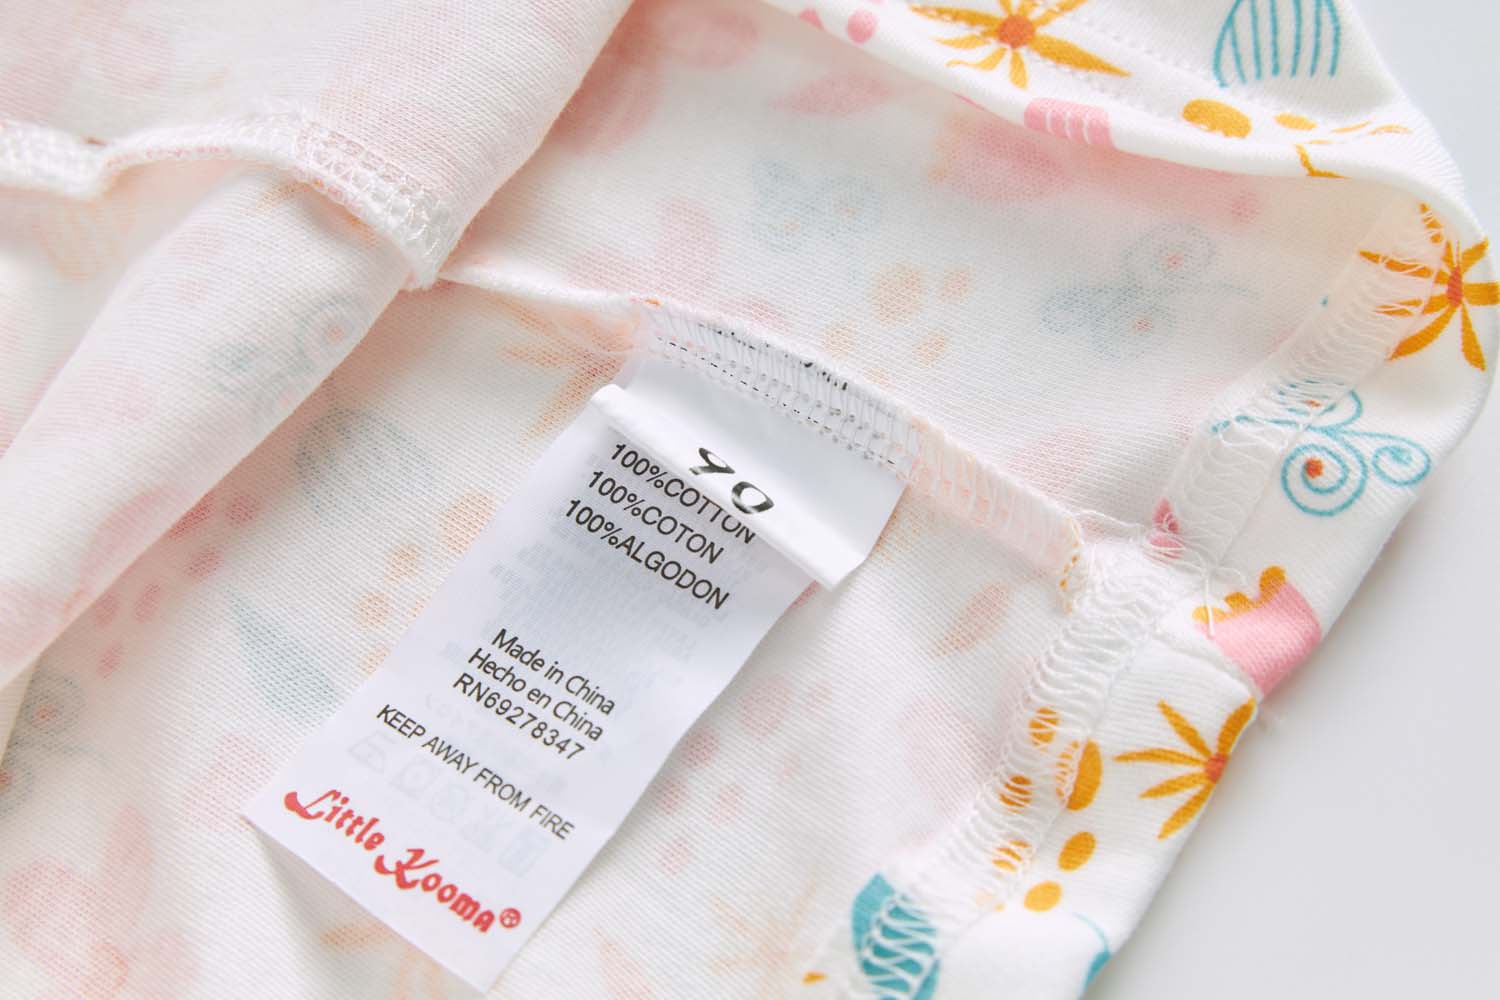 90
100%COTTON
100%COTON
100%ALGODON
Made in China
Hecho en China
RN69278347
KEEP AWAY FROM FIRE
Little Kooma®